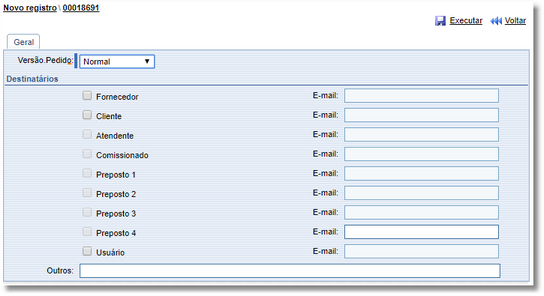 Novo registro \ 00018691
Executar Voltar
Geral
Versão Pedido: Normal
Destinatários
Fornecedor E-mail:
Cliente E-mail:
Atendente E-mail:
Comissionado E-mail:
Preposto 1 E-mail:
Preposto 2 E-mail:
Preposto 3 E-mail:
Preposto 4 E-mail:
Usuário E-mail:
Outros: